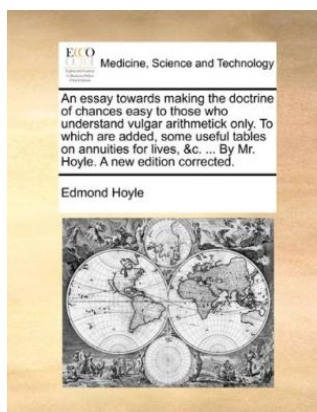 ECCO
Medicine, Science and Technology
An essay towards making the doctrine
of chances easy to those who
understand vulgar arithmetick only. To
which are added, some useful tables
on annuities for lives, &c. ... By Mr.
Hoyle. A new edition corrected.
Edmond Hoyle